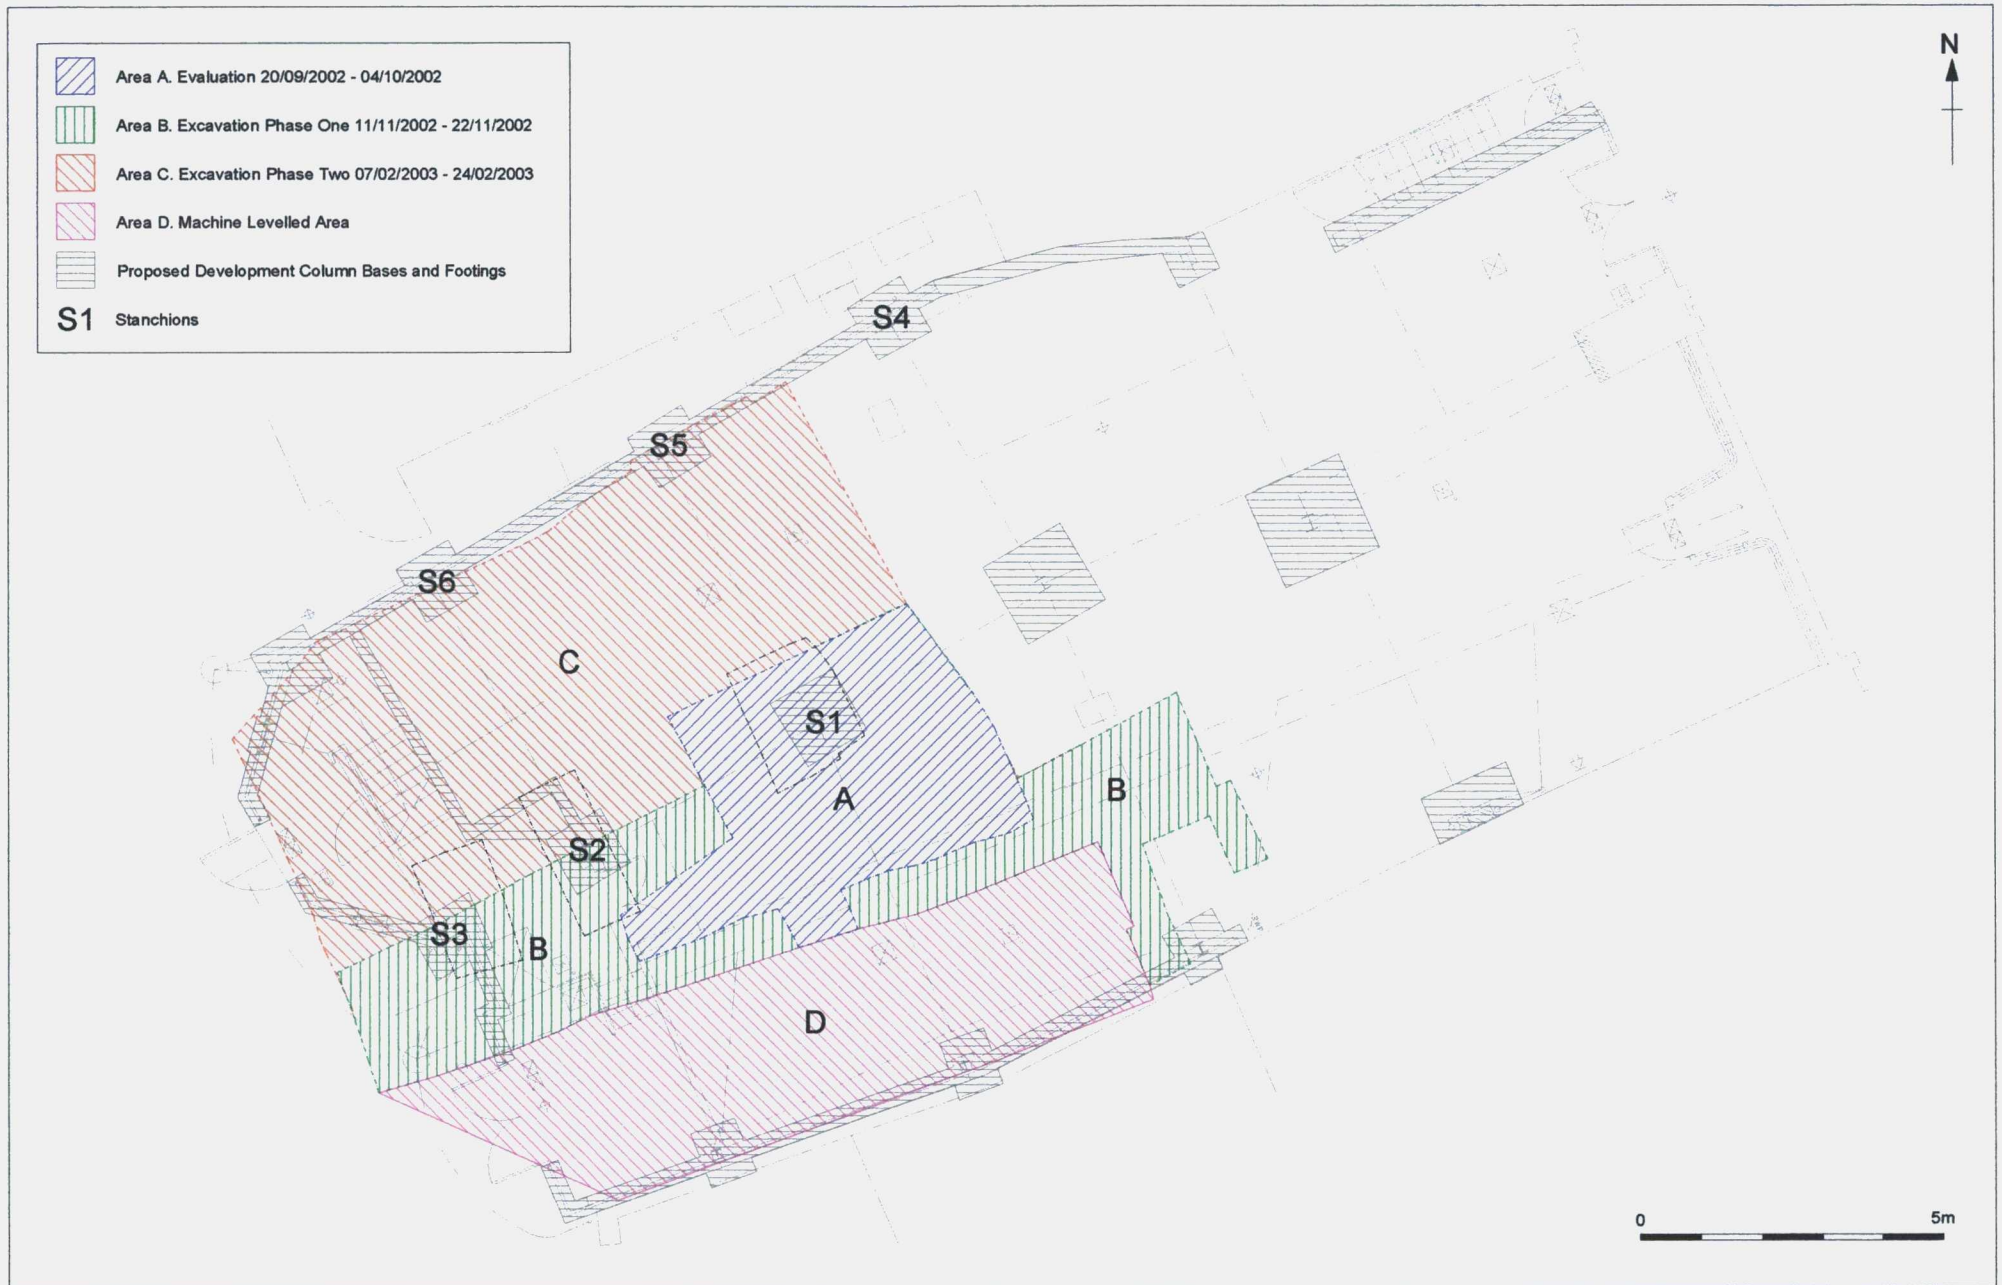 Area A. Evaluation 20/09/2002 - 04/10/2002
Area B. Excavation Phase One 11/11/2002 - 22/11/2002
Area C. Excavation Phase Two 07/02/2003 - 24/02/2003
Area D. Machine Levelled Area
Proposed Development Column Bases and Footings
S1 Stanchions
N
S4
S5
S6
C
S1
A
B
S2
S3
B
D
0 5m